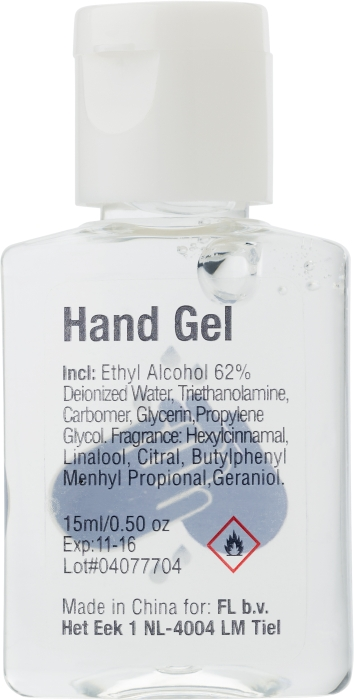 Hand Gel
Incl: Ethyl Alcohol 62%
Deionized Water, Triethanolamine,
Carbomer, Glycerin,Propylene
Glycol. Fragrance: Hexylcinnamal,
Linalool, Citral, Butylphenyl
Menhyl Propional,Geraniol.
15ml/0.50 oz
Exp:11-16
Lot#04077704
Made in China for: FL b.v.
Het Eek 1 NL-4004 LM Tiel